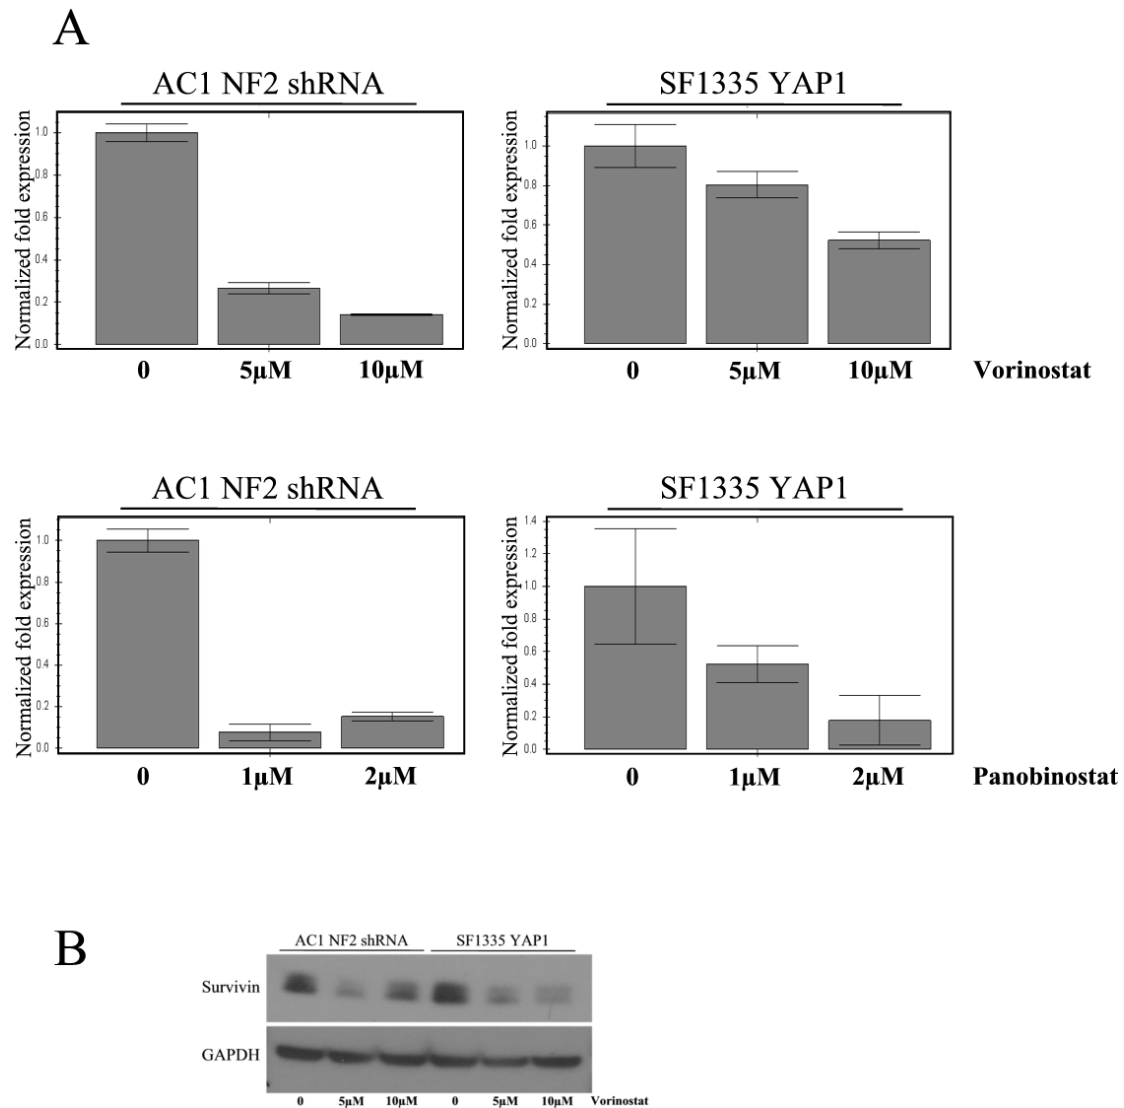 A
AC1 NF2 shRNA
SF1335 YAP1
Normalized fold expression
1.0
0.8
0.6
0.4
0.2
0.0
Normalized fold expression
1.0
0.8
0.6
0.4
0.2
0.0
0 5µM 10µM
0 5µM 10µM
Vorinostat
AC1 NF2 shRNA
SF1335 YAP1
Normalized fold expression
1.0
0.8
0.6
0.4
0.2
0.0
Normalized fold expression
1.4
1.2
1.0
0.8
0.6
0.4
0.2
0.0
0 1µM 2µM
0 1µM 2µM
Panobinostat
B
AC1 NF2 shRNA SF1335 YAP1
Survivin
GAPDH
0 5µM 10µM 0 5µM 10µM Vorinostat